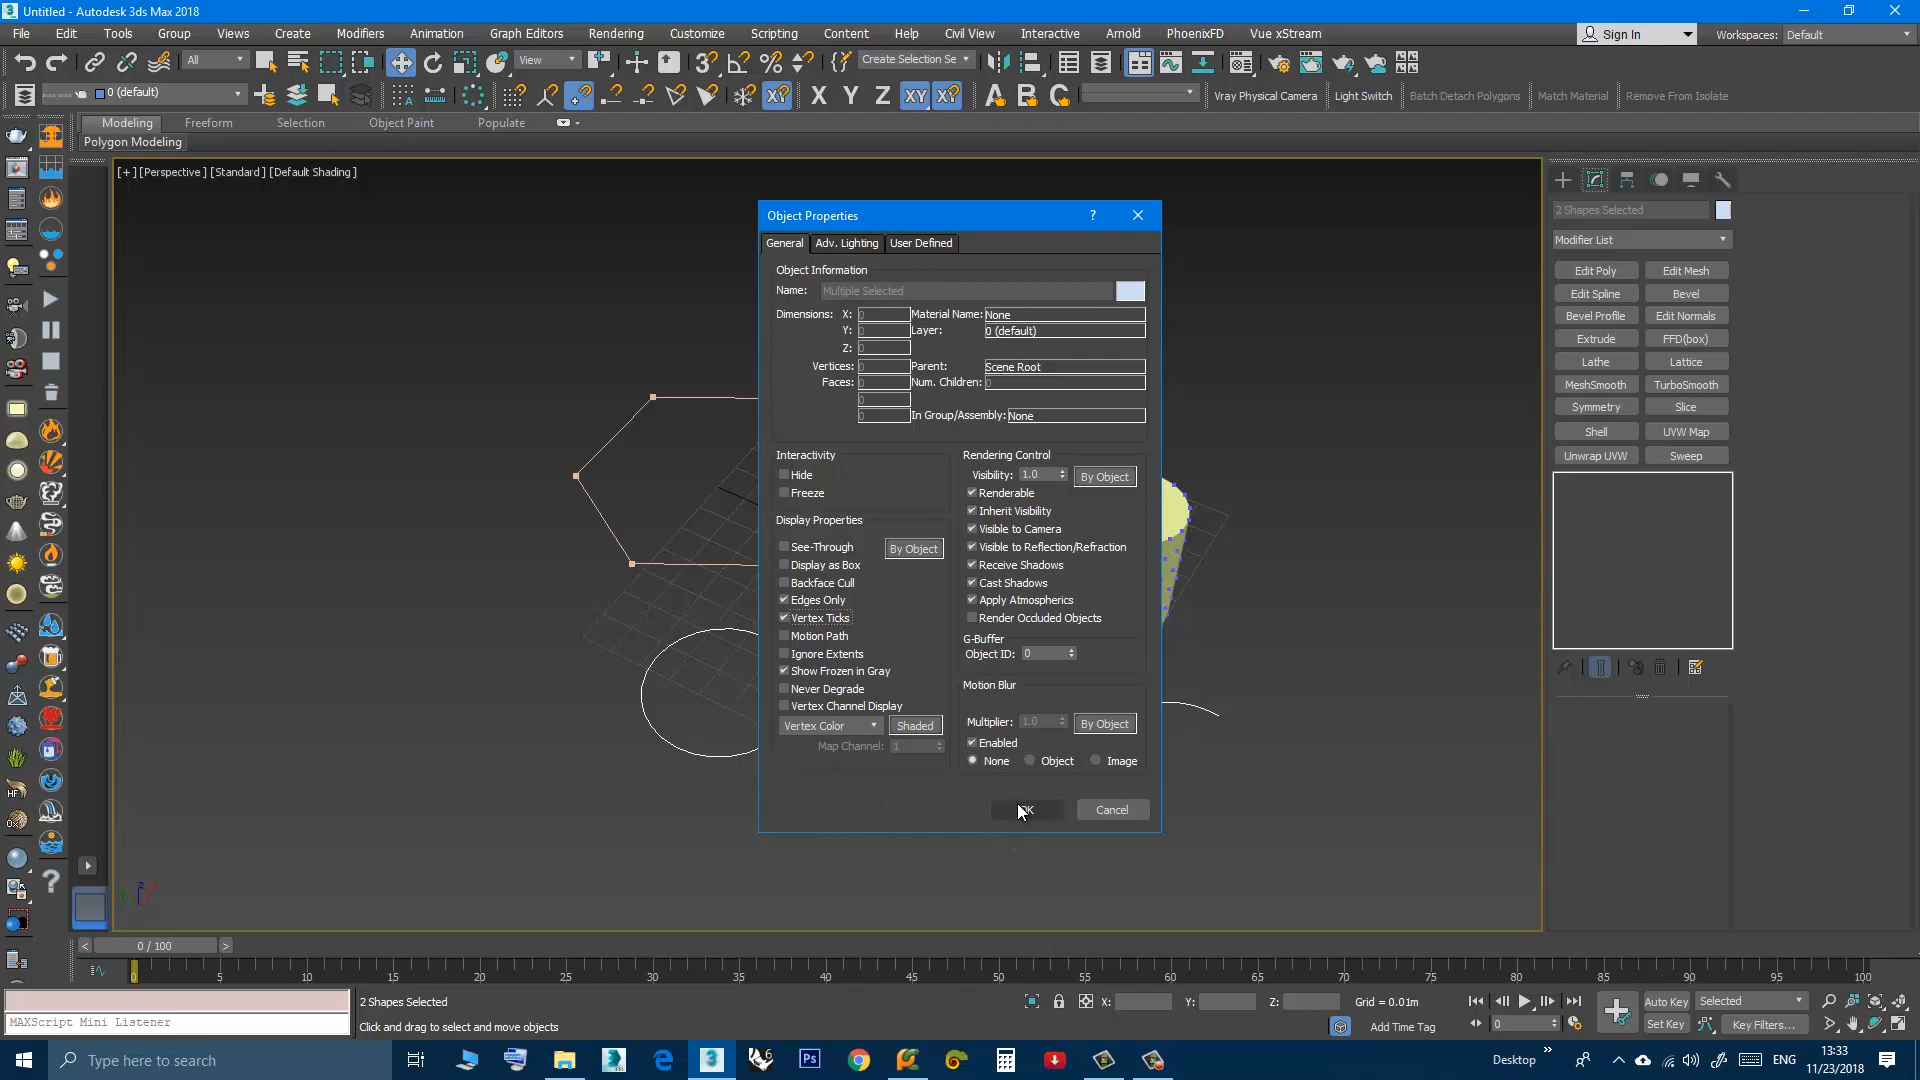 Untitled - Autodesk 3ds Max 2018
File Edit Tools Group Views Create Modifiers Animation Graph Editors Rendering Customize Scripting Content Help Civil View Interactive Arnold PhoenixFD Vue xStream Sign In Workspaces: Default
All View Create Selection Se
0 (default) X Y Z XY Vray Physical Camera Light Switch Batch Detach Polygons Match Material Remove From Isolate
Modeling Freeform Selection Object Paint Populate
Polygon Modeling
[+] [Perspective] [Standard] [Default Shading]
Object Properties ?
General Adv. Lighting User Defined
Object Information
Name: Multiple Selected
Dimensions: X: 0 Material Name: None
Y: 0 Layer: 0 (default)
Z: 0
Vertices: 0 Parent: Scene Root
Faces: 0 Num. Children: 0
0
0 In Group/Assembly: None
Interactivity
Hide
Freeze
Display Properties
See-Through By Object
Display as Box
Backface Cull
Edges Only
Vertex Ticks
Motion Path
Ignore Extents
Show Frozen in Gray
Never Degrade
Vertex Channel Display
Vertex Color Shaded
Map Channel: 1
Rendering Control
Visibility: 1.0 By Object
Renderable
Inherit Visibility
Visible to Camera
Visible to Reflection/Refraction
Receive Shadows
Cast Shadows
Apply Atmospherics
Render Occluded Objects
G-Buffer
Object ID: 0
Motion Blur
Multiplier: 1.0 By Object
Enabled
None Object Image
OK Cancel
2 Shapes Selected
Modifier List
Edit Poly Edit Mesh
Edit Spline Bevel
Bevel Profile Edit Normals
Extrude FFD(box)
Lathe Lattice
MeshSmooth TurboSmooth
Symmetry Slice
Shell UVW Map
Unwrap UVW Sweep
< 0 / 100 >
0 5 10 15 20 25 30 35 40 45 50 55 60 65 70 75 80 85 90 95 100
2 Shapes Selected X: Y: Z: Grid = 0.01m Auto Key Selected
MAXScript Mini Listener Click and drag to select and move objects Add Time Tag 0 Set Key Key Filters...
Type here to search Desktop ENG 13:33
11/23/2018